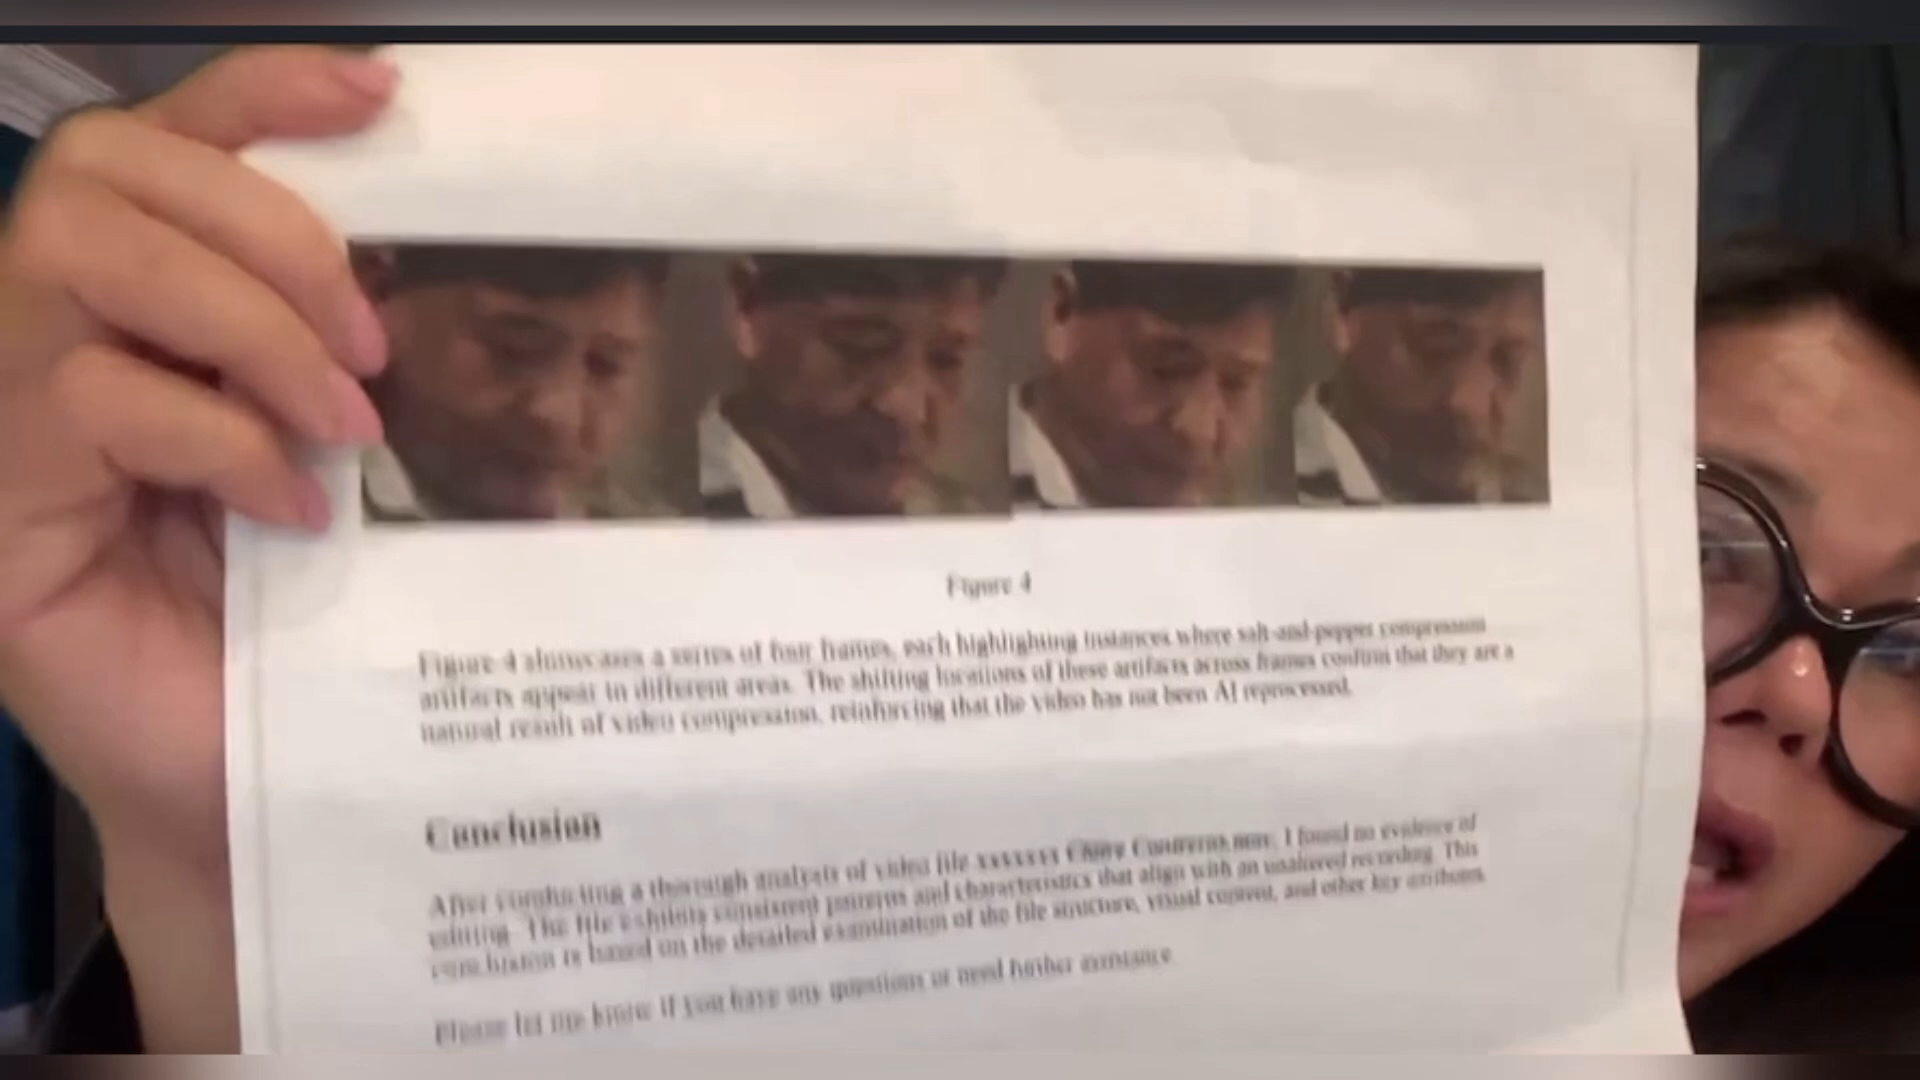 Figure 4
Figure 4 showcases a series of four frames, each highlighting instances where salt-and-pepper compression
artifacts appear in different areas. The shifting locations of these artifacts across frames confirm that they are a
natural result of video compression, reinforcing that the video has not been AI reprocessed.
Conclusion
After conducting a thorough analysis of video file xxxxxxx I found no evidence of
editing. The file exhibits consistent patterns and characteristics that align with an unaltered recording. This
conclusion is based on the detailed examination of the file structure, visual content, and other key attributes.
Please let me know if you have any questions or need further assistance